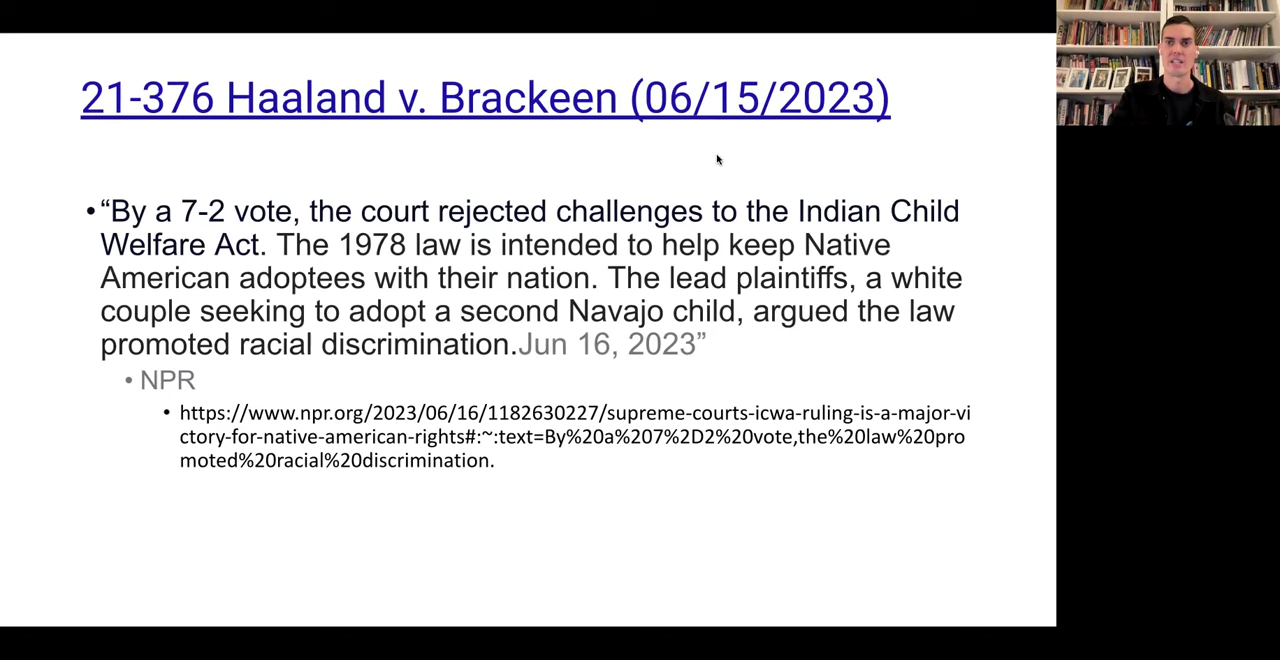 21-376 Haaland v. Brackeen (06/15/2023)
•“By a 7-2 vote, the court rejected challenges to the Indian Child
Welfare Act. The 1978 law is intended to help keep Native
American adoptees with their nation. The lead plaintiffs, a white
couple seeking to adopt a second Navajo child, argued the law
promoted racial discrimination.Jun 16, 2023”
• NPR
• https://www.npr.org/2023/06/16/1182630227/supreme-courts-icwa-ruling-is-a-major-vi
ctory-for-native-american-rights#:~:text=By%20a%207%2D2%20vote,the%20law%20pro
moted%20racial%20discrimination.